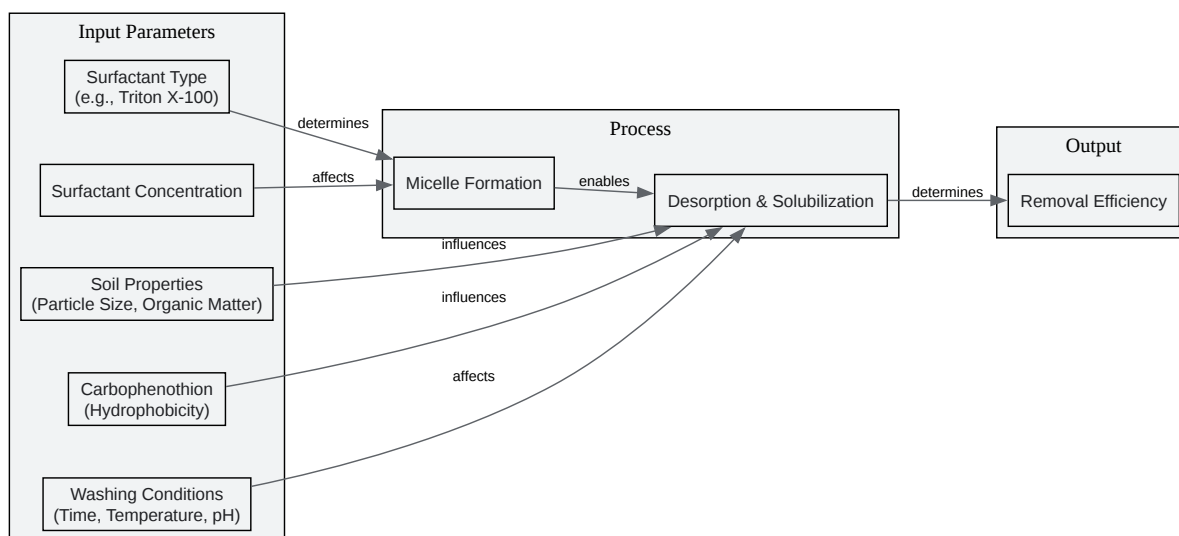 Input Parameters
Surfactant Type
(e.g., Triton X-100)
determines
Surfactant Concentration
affects
Soil Properties
(Particle Size, Organic Matter)
influences
Carbophenothion
(Hydrophobicity)
influences
Washing Conditions
(Time, Temperature, pH)
affects
Process
Micelle Formation
enables
Desorption & Solubilization
determines
Output
Removal Efficiency